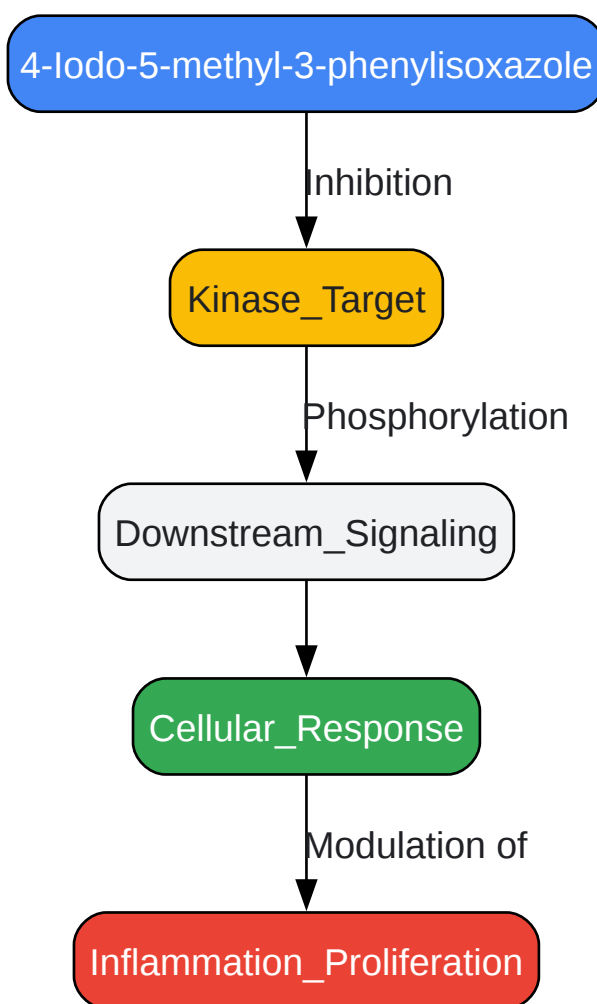 4-Iodo-5-methyl-3-phenylisoxazole
Inhibition
Kinase_Target
Phosphorylation
Downstream_Signaling
Cellular_Response
Modulation of
Inflammation_Proliferation